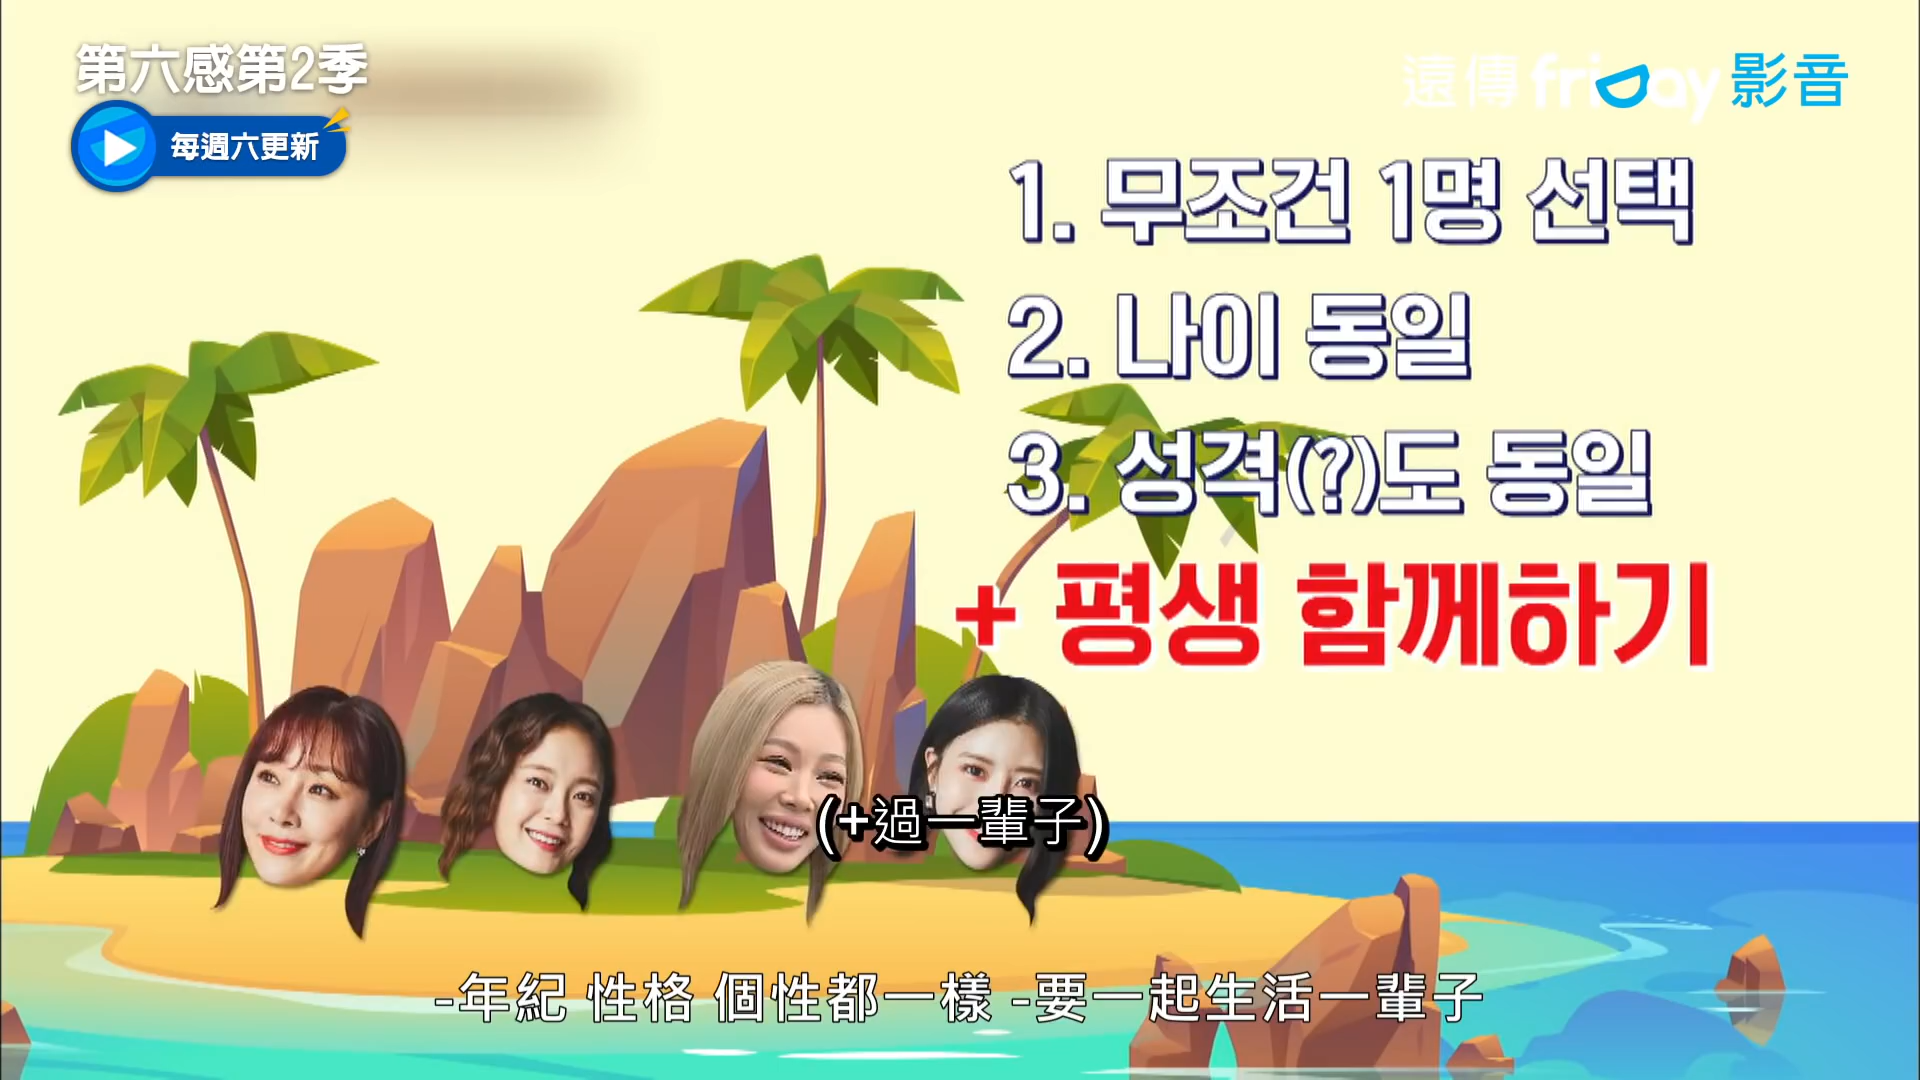 第六感第2季
每週六更新
遠傳friDay影音
1. 무조건 1명 선택
2. 나이 동일
3. 성격(?)도 동일
+ 평생 함께하기
(+過一輩子)
-年紀 性格 個性都一樣 -要一起生活一輩子